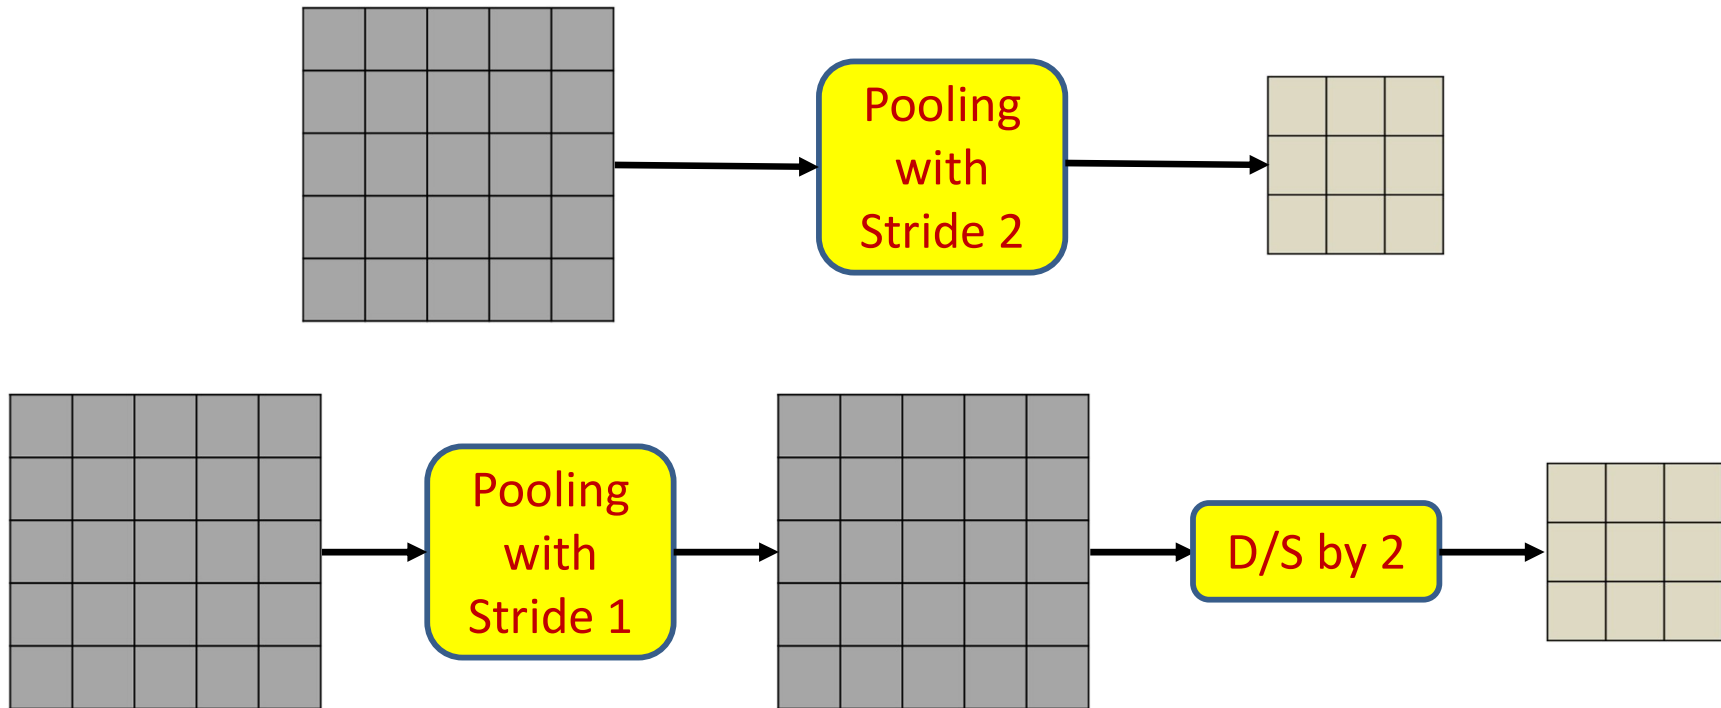 Pooling
with
Stride 2
Pooling
with
Stride 1
D/S by 2